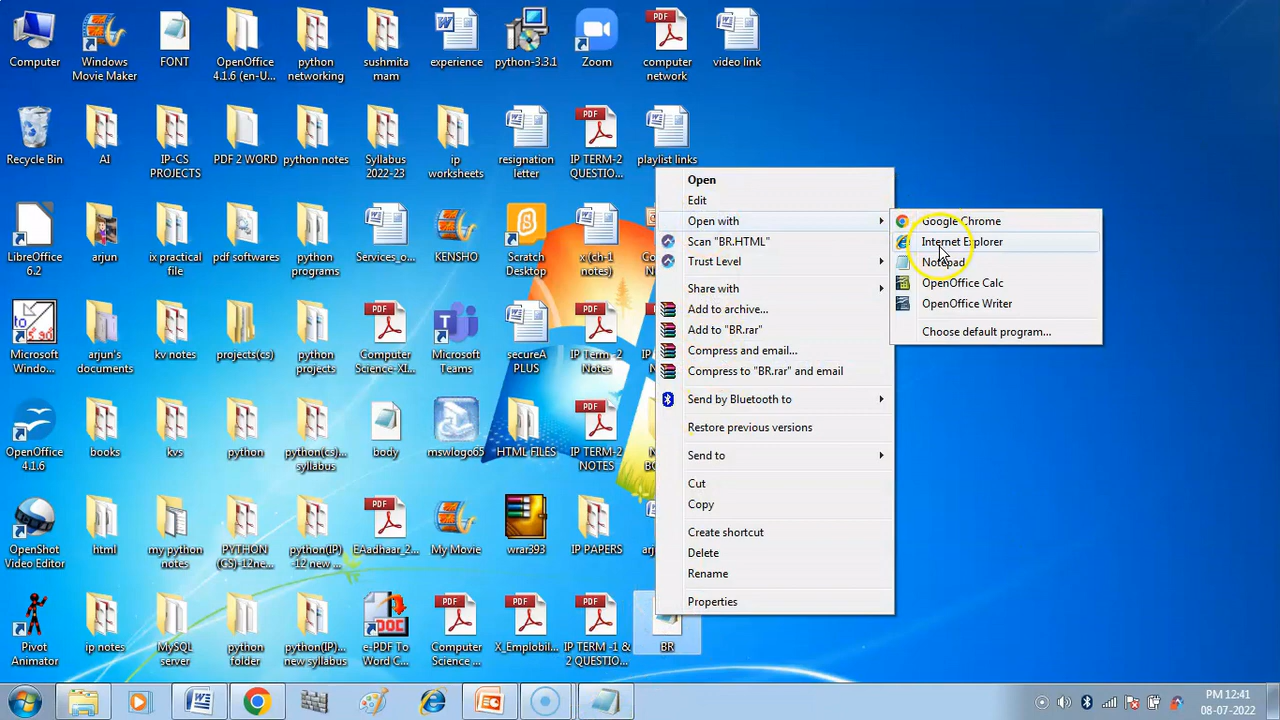 Computer
Windows
Movie Maker
FONT
OpenOffice
4.1.6 (en-U...
python
networking
sushmita
mam
experience
python-3.3.1
Zoom
computer
network
video link
Recycle Bin
AI
IP-CS
PROJECTS
PDF 2 WORD
python notes
Syllabus
2022-23
ip
worksheets
resignation
letter
IP TERM-2
QUESTIO...
playlist links
LibreOffice
6.2
arjun
ix practical
file
pdf softwares
python
programs
Services_o...
KENSHO
Scratch
Desktop
x (ch-1
notes)
Microsoft
Windo...
arjun's
documents
kv notes
projects(cs)
python
projects
Computer
Science-XI...
Microsoft
Teams
secureA
PLUS
IP Term -2
Notes
OpenOffice
4.1.6
books
kvs
python
python(cs)...
syllabus
body
mswlogo65
HTML FILES
IP TERM-2
NOTES
OpenShot
Video Editor
html
my python
notes
PYTHON
(CS)-12ne...
python(IP)
-12 new ...
EAadhaar_2...
My Movie
wrar393
IP PAPERS
Pivot
Animator
ip notes
MySQL
server
python
folder
python(IP)...
new syllabus
e-PDF To
Word C...
Computer
Science ...
X_Emplobil...
IP TERM -1 &
2 QUESTIO...
BR
Open
Edit
Open with
Scan "BR.HTML"
Trust Level
Share with
Add to archive...
Add to "BR.rar"
Compress and email...
Compress to "BR.rar" and email
Send by Bluetooth to
Restore previous versions
Send to
Cut
Copy
Create shortcut
Delete
Rename
Properties
Google Chrome
Internet Explorer
Notepad
OpenOffice Calc
OpenOffice Writer
Choose default program...
PM 12:41
08-07-2022